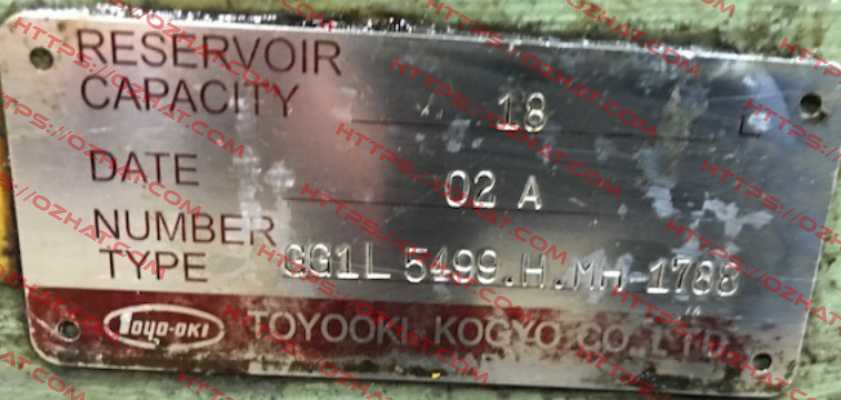 RESERVOIR
CAPACITY 18 L
DATE 02 A
NUMBER
TYPE GG1L 5499.H.MH-1788
TOYO-OKI TOYOOKI KOGYO CO., LTD.
HTTPS://OZHAT.COM